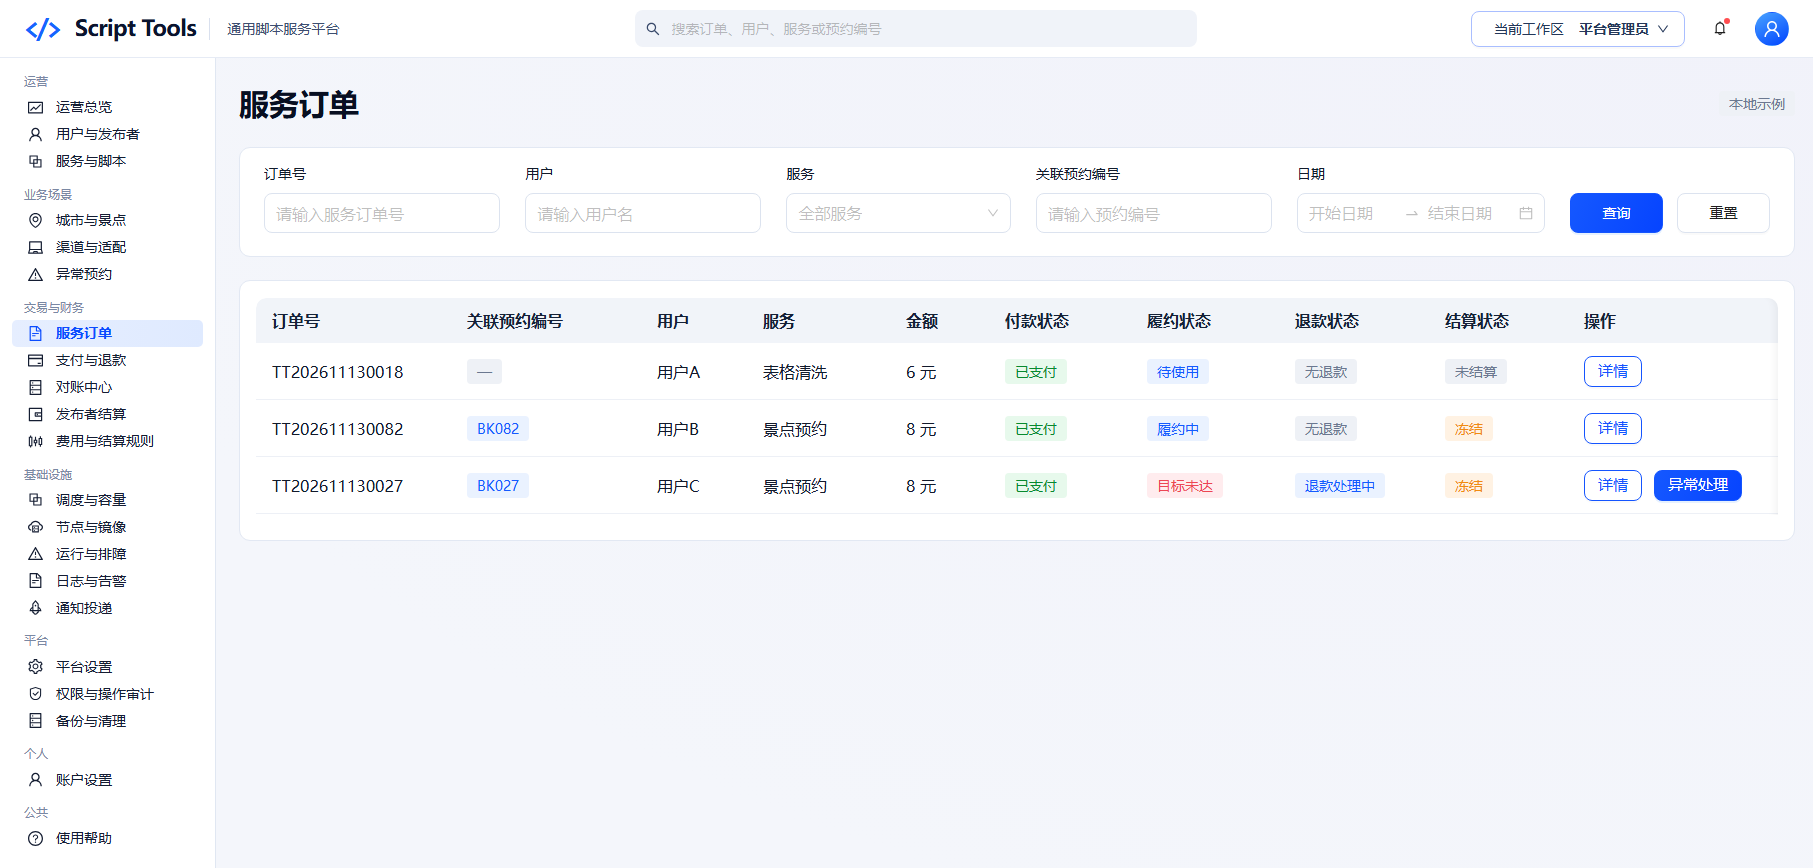 Script Tools 通用脚本服务平台 搜索订单、用户、服务或预约编号 当前工作区 平台管理员
运营
运营总览
用户与发布者
服务与脚本
业务场景
城市与景点
渠道与适配
异常预约
交易与财务
服务订单
支付与退款
对账中心
发布者结算
费用与结算规则
基础设施
调度与容量
节点与镜像
运行与排障
日志与告警
通知投递
平台
平台设置
权限与操作审计
备份与清理
个人
账户设置
公共
使用帮助
服务订单 本地示例
订单号 用户 服务 关联预约编号 日期
请输入服务订单号 请输入用户名 全部服务 请输入预约编号 开始日期 → 结束日期 查询 重置
订单号 关联预约编号 用户 服务 金额 付款状态 履约状态 退款状态 结算状态 操作
TT202611130018 — 用户A 表格清洗 6 元 已支付 待使用 无退款 未结算 详情
TT202611130082 BK082 用户B 景点预约 8 元 已支付 履约中 无退款 冻结 详情
TT202611130027 BK027 用户C 景点预约 8 元 已支付 目标未达 退款处理中 冻结 详情 异常处理